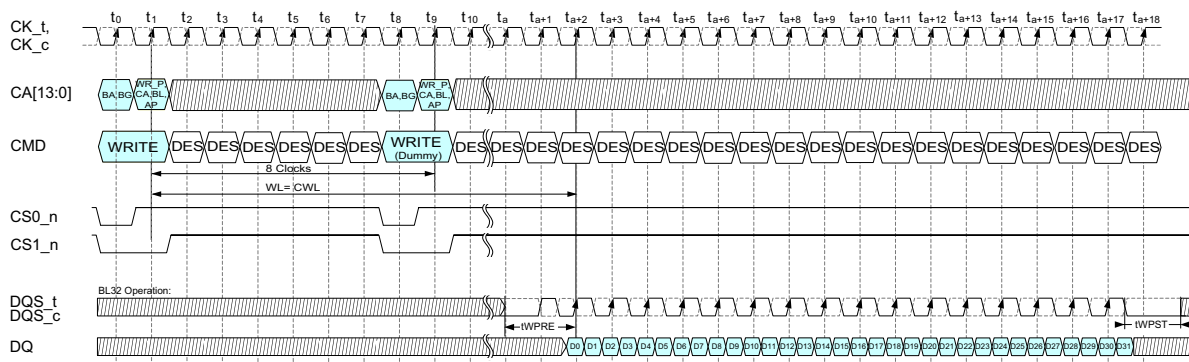 t0 t1 t2 t3 t4 t5 t6 t7 t8 t9 t10 ta ta+1 ta+2 ta+3 ta+4 ta+5 ta+6 ta+7 ta+8 ta+9 ta+10 ta+11 ta+12 ta+13 ta+14 ta+15 ta+16 ta+17 ta+18
CK_t,
CK_c
CA[13:0] BA,BG WR_P, CA,BL, AP BA,BG WR_P, CA,BL, AP
CMD WRITE DES DES DES DES DES DES WRITE (Dummy) DES DES DES DES DES DES DES DES DES DES DES DES DES DES DES DES DES DES DES DES
8 Clocks
WL= CWL
CS0_n
CS1_n
BL32 Operation:
DQS_t
DQS_c
tWPRE tWPST
DQ D0 D1 D2 D3 D4 D5 D6 D7 D8 D9 D10 D11 D12 D13 D14 D15 D16 D17 D18 D19 D20 D21 D22 D23 D24 D25 D26 D27 D28 D29 D30 D31